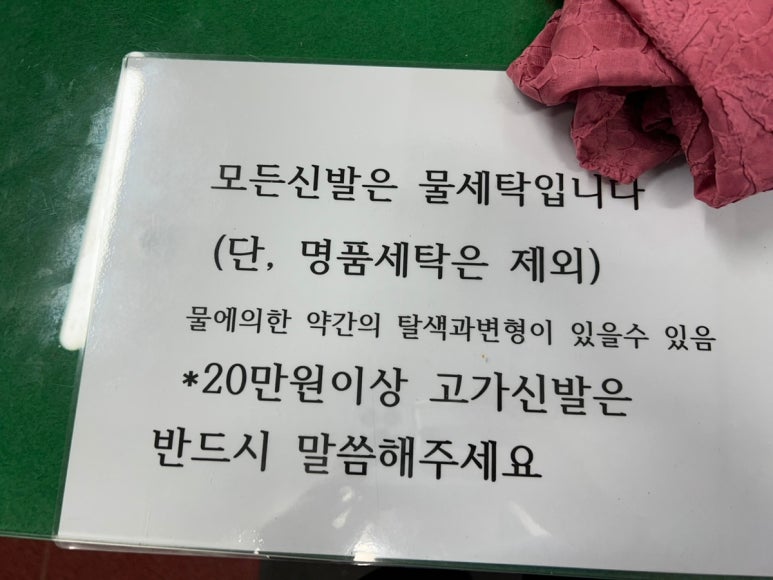 모든신발은 물세탁입니다
(단, 명품세탁은 제외)
물에의한 약간의 탈색과변형이 있을수 있음
*20만원이상 고가신발은
반드시 말씀해주세요